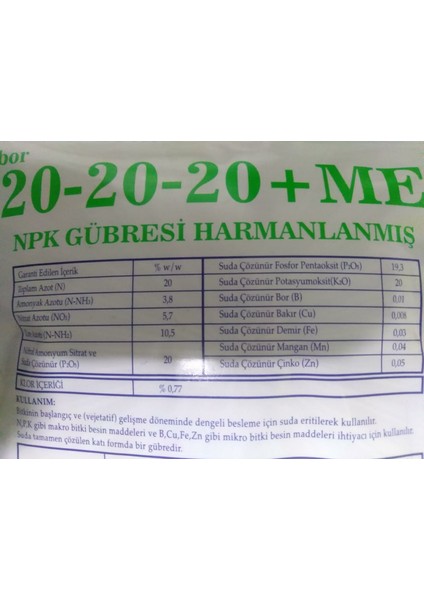 bor
20-20-20+ME
NPK GÜBRESİ HARMANLANMIŞ
Garanti Edilen İçerik % w/w
Toplam Azot (N) 20
Amonyak Azotu (N-NH₃) 3,8
Nitrat Azotu (NO₃) 5,7
(N-NH₂) 10,5
Amonyum Sitrat ve
Suda Çözünür (P₂O₅) 20
KLOR İÇERİĞİ % 0,77
Suda Çözünür Fosfor Pentaoksit (P₂O₅) 19,3
Suda Çözünür Potasyumoksit(K₂O) 20
Suda Çözünür Bor (B) 0,01
Suda Çözünür Bakır (Cu) 0,008
Suda Çözünür Demir (Fe) 0,03
Suda Çözünür Mangan (Mn) 0,04
Suda Çözünür Çinko (Zn) 0,05
KULLANIM:
Bitkinin başlangıç ve (vejetatif) gelişme döneminde dengeli besleme için suda eritilerek kullanılır.
N,P,K gibi makro bitki besin maddeleri ve B,Cu,Fe,Zn gibi mikro bitki besin maddeleri ihtiyacı için kullanılır.
Suda tamamen çözülen katı formda bir gübredir.